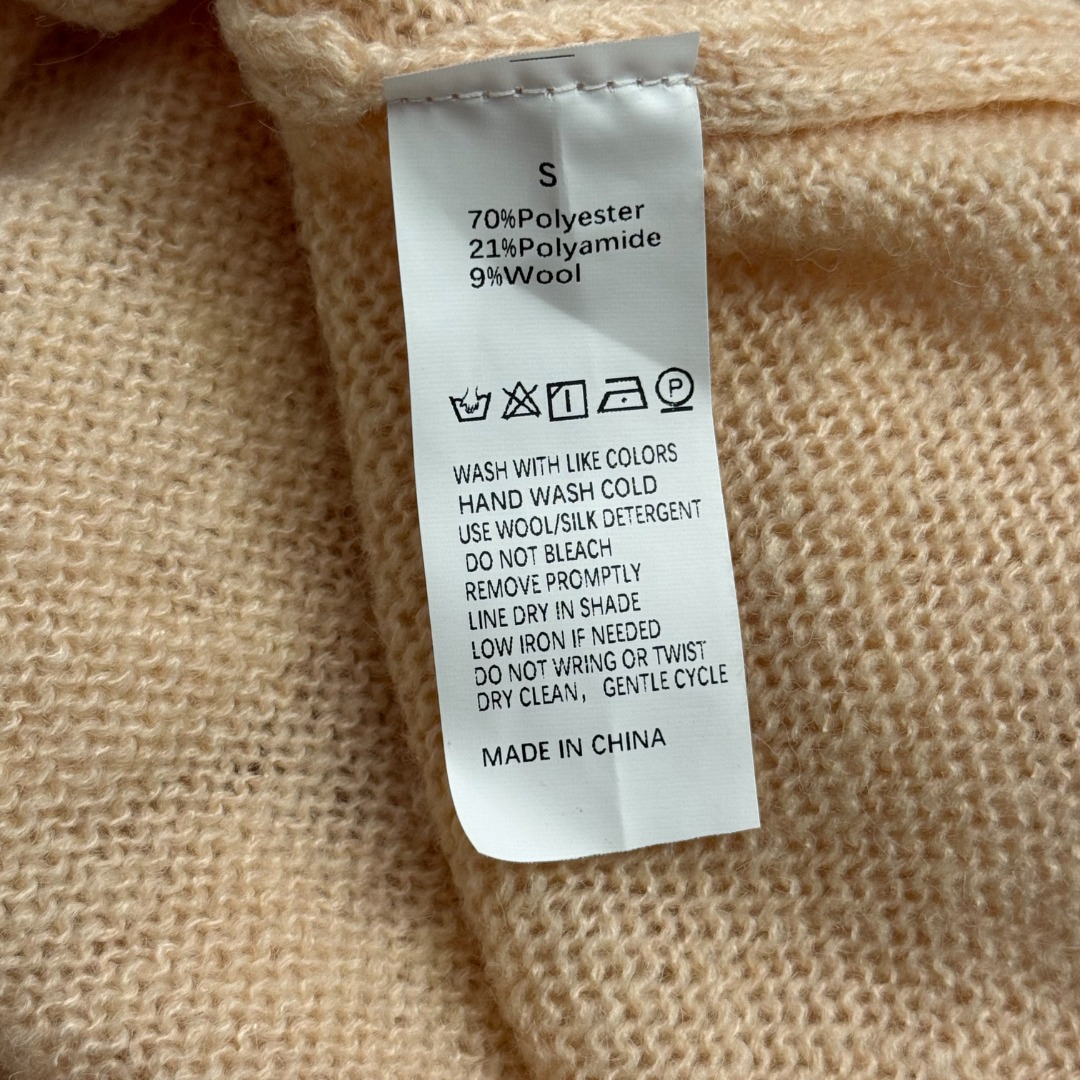 S
70%Polyester
21%Polyamide
9%Wool
P
WASH WITH LIKE COLORS
HAND WASH COLD
USE WOOL/SILK DETERGENT
DO NOT BLEACH
REMOVE PROMPTLY
LINE DRY IN SHADE
LOW IRON IF NEEDED
DO NOT WRING OR TWIST
DRY CLEAN, GENTLE CYCLE
MADE IN CHINA